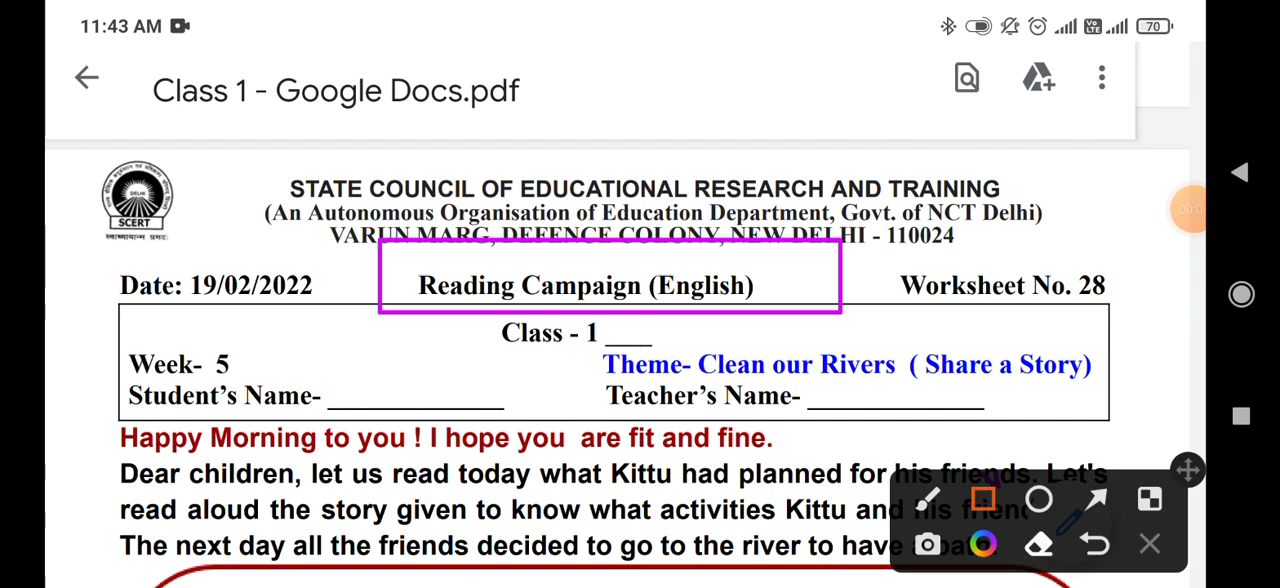 11:43 AM
70
Class 1 - Google Docs.pdf
STATE COUNCIL OF EDUCATIONAL RESEARCH AND TRAINING
(An Autonomous Organisation of Education Department, Govt. of NCT Delhi)
VARUN MARG, DEFENCE COLONY, NEW DELHI - 110024
DELHI
SCERT
Date: 19/02/2022 Reading Campaign (English) Worksheet No. 28
Class - 1 ____
Week- 5 Theme- Clean our Rivers ( Share a Story)
Student's Name- _____________ Teacher's Name- _____________
Happy Morning to you ! I hope you are fit and fine.
Dear children, let us read today what Kittu had planned for his friends. Let's
read aloud the story given to know what activities Kittu and his
The next day all the friends decided to go to the river to have